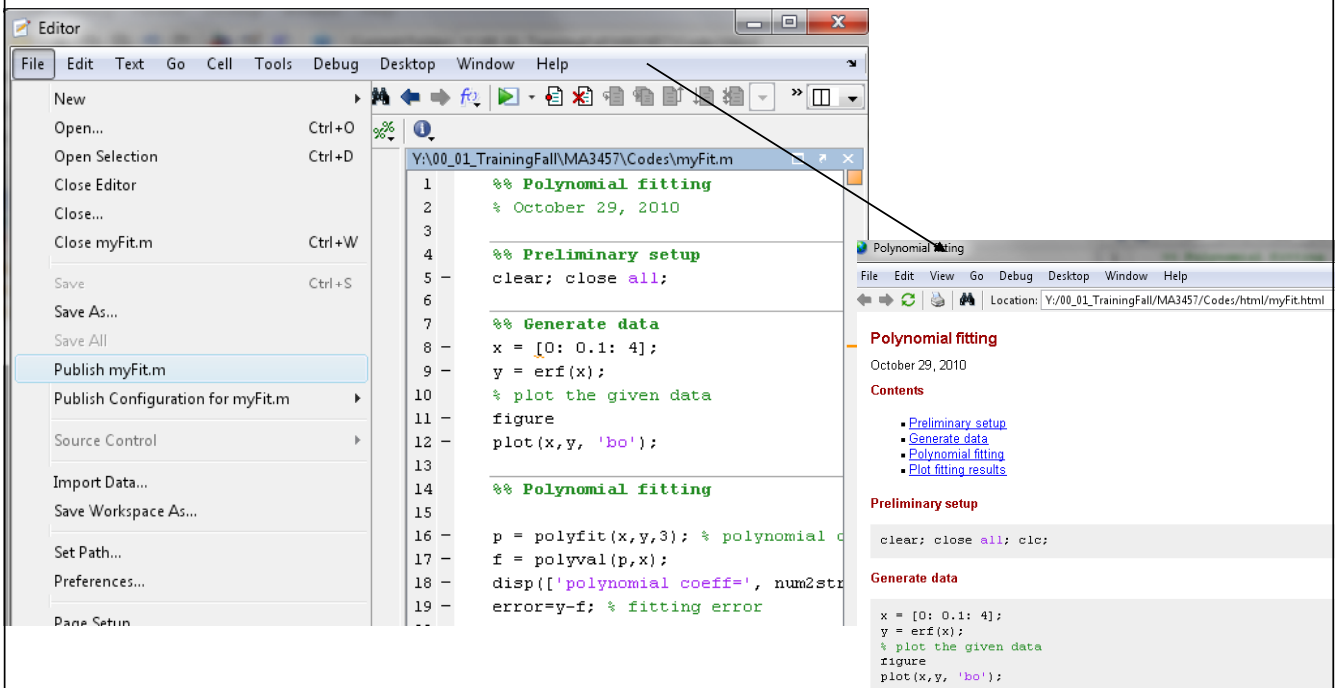 Editor
File Edit Text Go Cell Tools Debug Desktop Window Help
New
Open... Ctrl+O
Open Selection Ctrl+D
Close Editor
Close...
Close myFit.m Ctrl+W
Save Ctrl+S
Save As...
Save All
Publish myFit.m
Publish Configuration for myFit.m
Source Control
Import Data...
Save Workspace As...
Set Path...
Preferences...
Page Setup
Y:\00_01_TrainingFall\MA3457\Codes\myFit.m
1 %% Polynomial fitting
2 % October 29, 2010
3
4 %% Preliminary setup
5 - clear; close all;
6
7 %% Generate data
8 - x = [0: 0.1: 4];
9 - y = erf(x);
10 % plot the given data
11 - figure
12 - plot(x,y, 'bo');
13
14 %% Polynomial fitting
15
16 - p = polyfit(x,y,3); % polynomial
17 - f = polyval(p,x);
18 - disp(['polynomial coeff=', num2str
19 - error=y-f; % fitting error
Polynomial fitting
File Edit View Go Debug Desktop Window Help
Location: Y:/00_01_TrainingFall/MA3457/Codes/html/myFit.html
Polynomial fitting
October 29, 2010
Contents
Preliminary setup
Generate data
Polynomial fitting
Plot fitting results
Preliminary setup
clear; close all; clc;
Generate data
x = [0: 0.1: 4];
y = erf(x);
% plot the given data
figure
plot(x,y, 'bo');